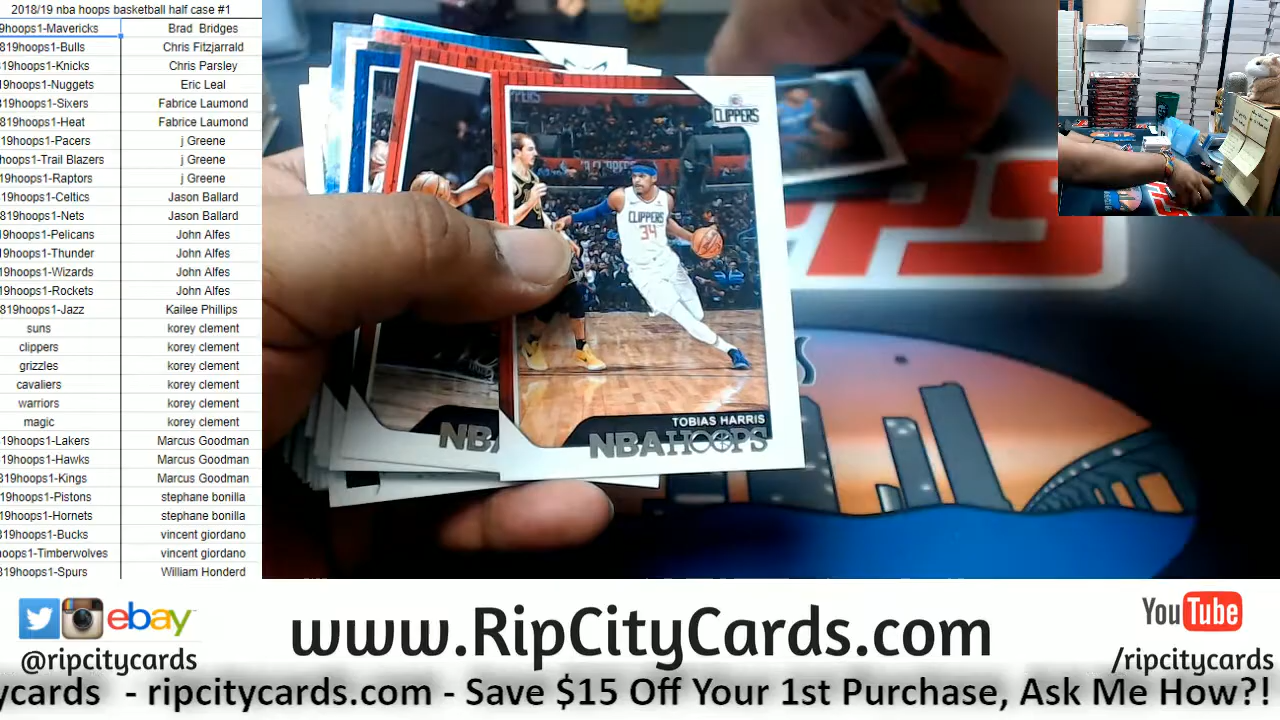 2018/19 nba hoops basketball half case #1
9hoops1-Mavericks Brad Bridges
819hoops1-Bulls Chris Fitzjarrald
19hoops1-Knicks Chris Parsley
19hoops1-Nuggets Eric Leal
819hoops1-Sixers Fabrice Laumond
819hoops1-Heat Fabrice Laumond
19hoops1-Pacers j Greene
hoops1-Trail Blazers j Greene
19hoops1-Raptors j Greene
19hoops1-Celtics Jason Ballard
819hoops1-Nets Jason Ballard
19hoops1-Pelicans John Alfes
19hoops1-Thunder John Alfes
19hoops1-Wizards John Alfes
19hoops1-Rockets John Alfes
819hoops1-Jazz Kailee Phillips
suns korey clement
clippers korey clement
grizzles korey clement
cavaliers korey clement
warriors korey clement
magic korey clement
819hoops1-Lakers Marcus Goodman
19hoops1-Hawks Marcus Goodman
819hoops1-Kings Marcus Goodman
19hoops1-Pistons stephane bonilla
19hoops1-Hornets stephane bonilla
819hoops1-Bucks vincent giordano
hoops1-Timberwolves vincent giordano
819hoops1-Spurs William Honderd
CLIPPERS
CLIPPERS
34
TOBIAS HARRIS
NBA HOOPS
NBA
ebay
@ripcitycards
www.RipCityCards.com
YouTube
/ripcitycards
ycards - ripcitycards.com - Save $15 Off Your 1st Purchase, Ask Me How?!